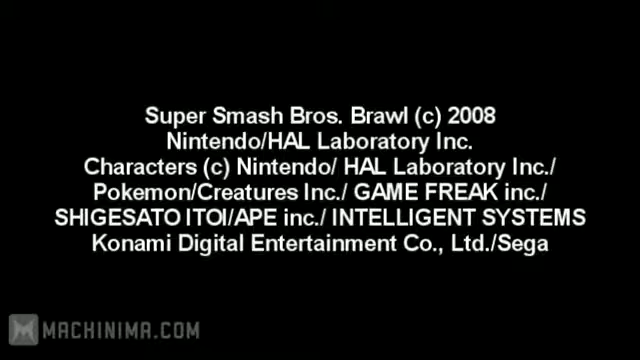 Super Smash Bros. Brawl (c) 2008
Nintendo/HAL Laboratory Inc.
Characters (c) Nintendo/ HAL Laboratory Inc./
Pokemon/Creatures Inc./ GAME FREAK inc./
SHIGESATO ITOI/APE inc./ INTELLIGENT SYSTEMS
Konami Digital Entertainment Co., Ltd./Sega
MACHINIMA.COM